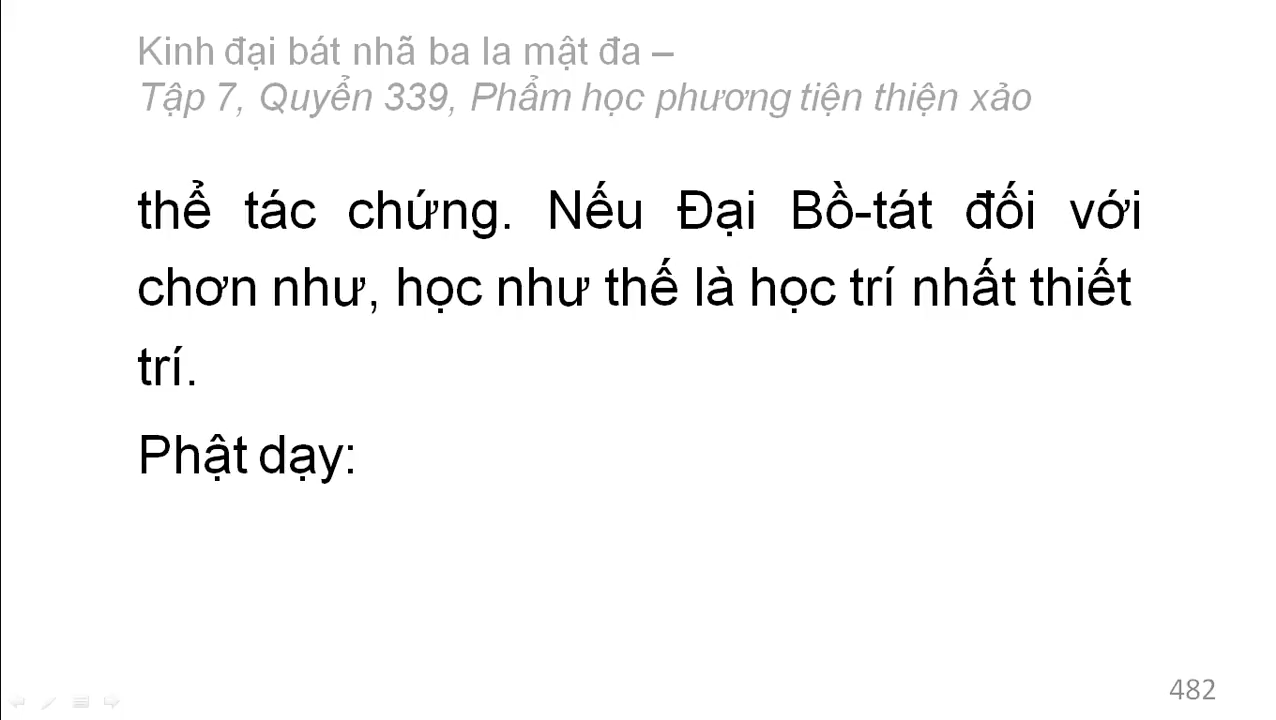 Kinh đại bát nhã ba la mật đa –
Tập 7, Quyển 339, Phẩm học phương tiện thiện xảo
thể tác chứng. Nếu Đại Bồ-tát đối với
chơn như, học như thế là học trí nhất thiết
trí.
Phật dạy:
482